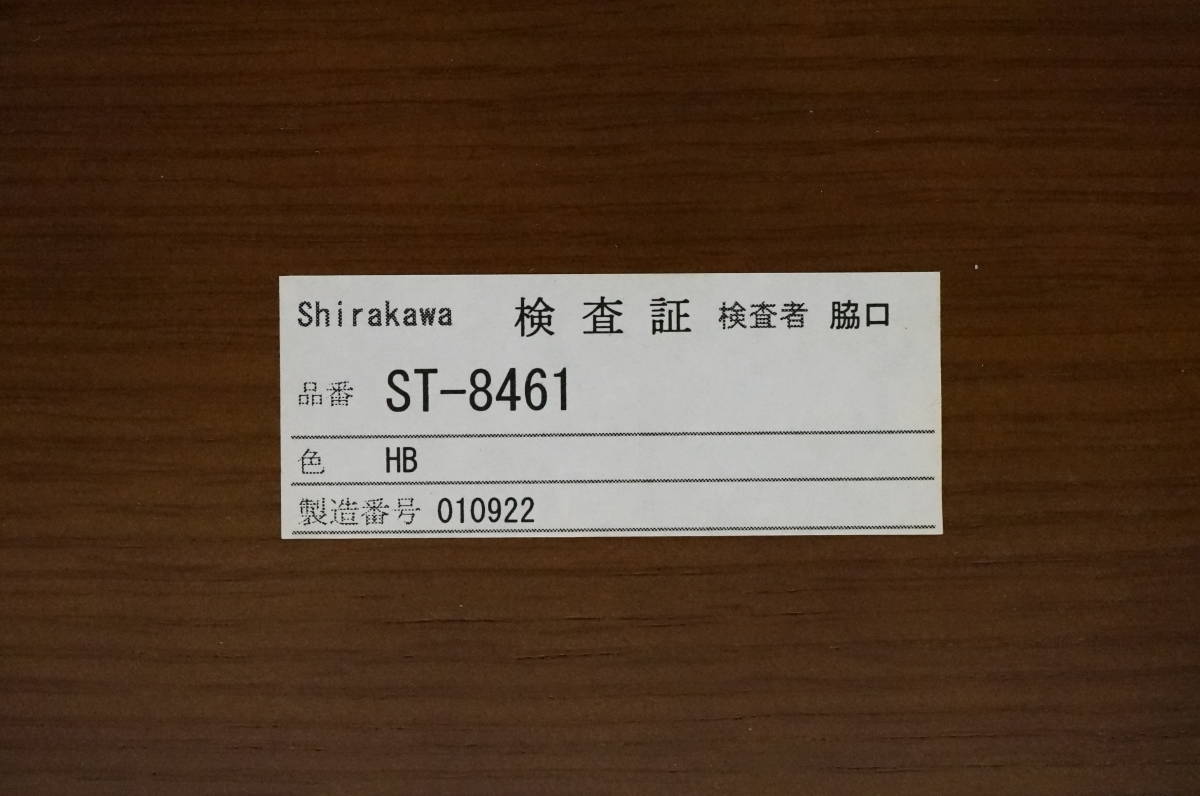 Shirakawa 検査証 検査者 脇口
品番 ST-8461
色 HB
製造番号 010922